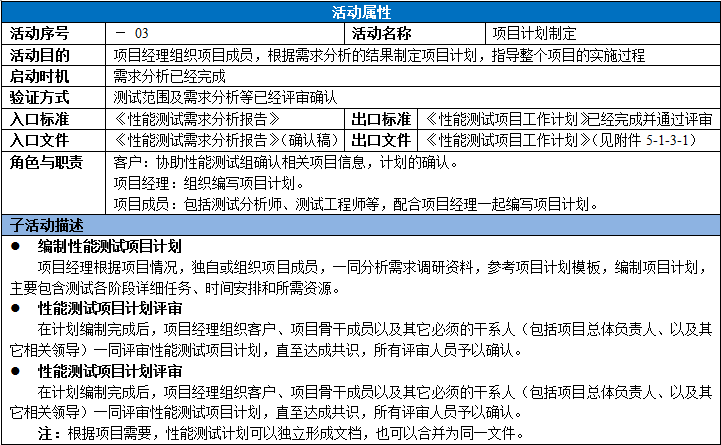 活动属性
活动序号 － 03 活动名称 项目计划制定
活动目的 项目经理组织项目成员，根据需求分析的结果制定项目计划，指导整个项目的实施过程
启动时机 需求分析已经完成
验证方式 测试范围及需求分析等已经评审确认
入口标准 《性能测试需求分析报告》 出口标准 《性能测试项目工作计划》已经完成并通过评审
入口文件 《性能测试需求分析报告》（确认稿） 出口文件 《性能测试项目工作计划》（见附件 5-1-3-1）
角色与职责 客户：协助性能测试组确认相关项目信息，计划的确认。
项目经理：组织编写项目计划。
项目成员：包括测试分析师、测试工程师等，配合项目经理一起编写项目计划。
子活动描述
● 编制性能测试项目计划
项目经理根据项目情况，独自或组织项目成员，一同分析需求调研资料，参考项目计划模板，编制项目计划，
主要包含测试各阶段详细任务、时间安排和所需资源。
● 性能测试项目计划评审
在计划编制完成后，项目经理组织客户、项目骨干成员以及其它必须的干系人（包括项目总体负责人、以及其
它相关领导）一同评审性能测试项目计划，直至达成共识，所有评审人员予以确认。
● 性能测试项目计划评审
在计划编制完成后，项目经理组织客户、项目骨干成员以及其它必须的干系人（包括项目总体负责人、以及其
它相关领导）一同评审性能测试项目计划，直至达成共识，所有评审人员予以确认。
注：根据项目需要，性能测试计划可以独立形成文档，也可以合并为同一文件。